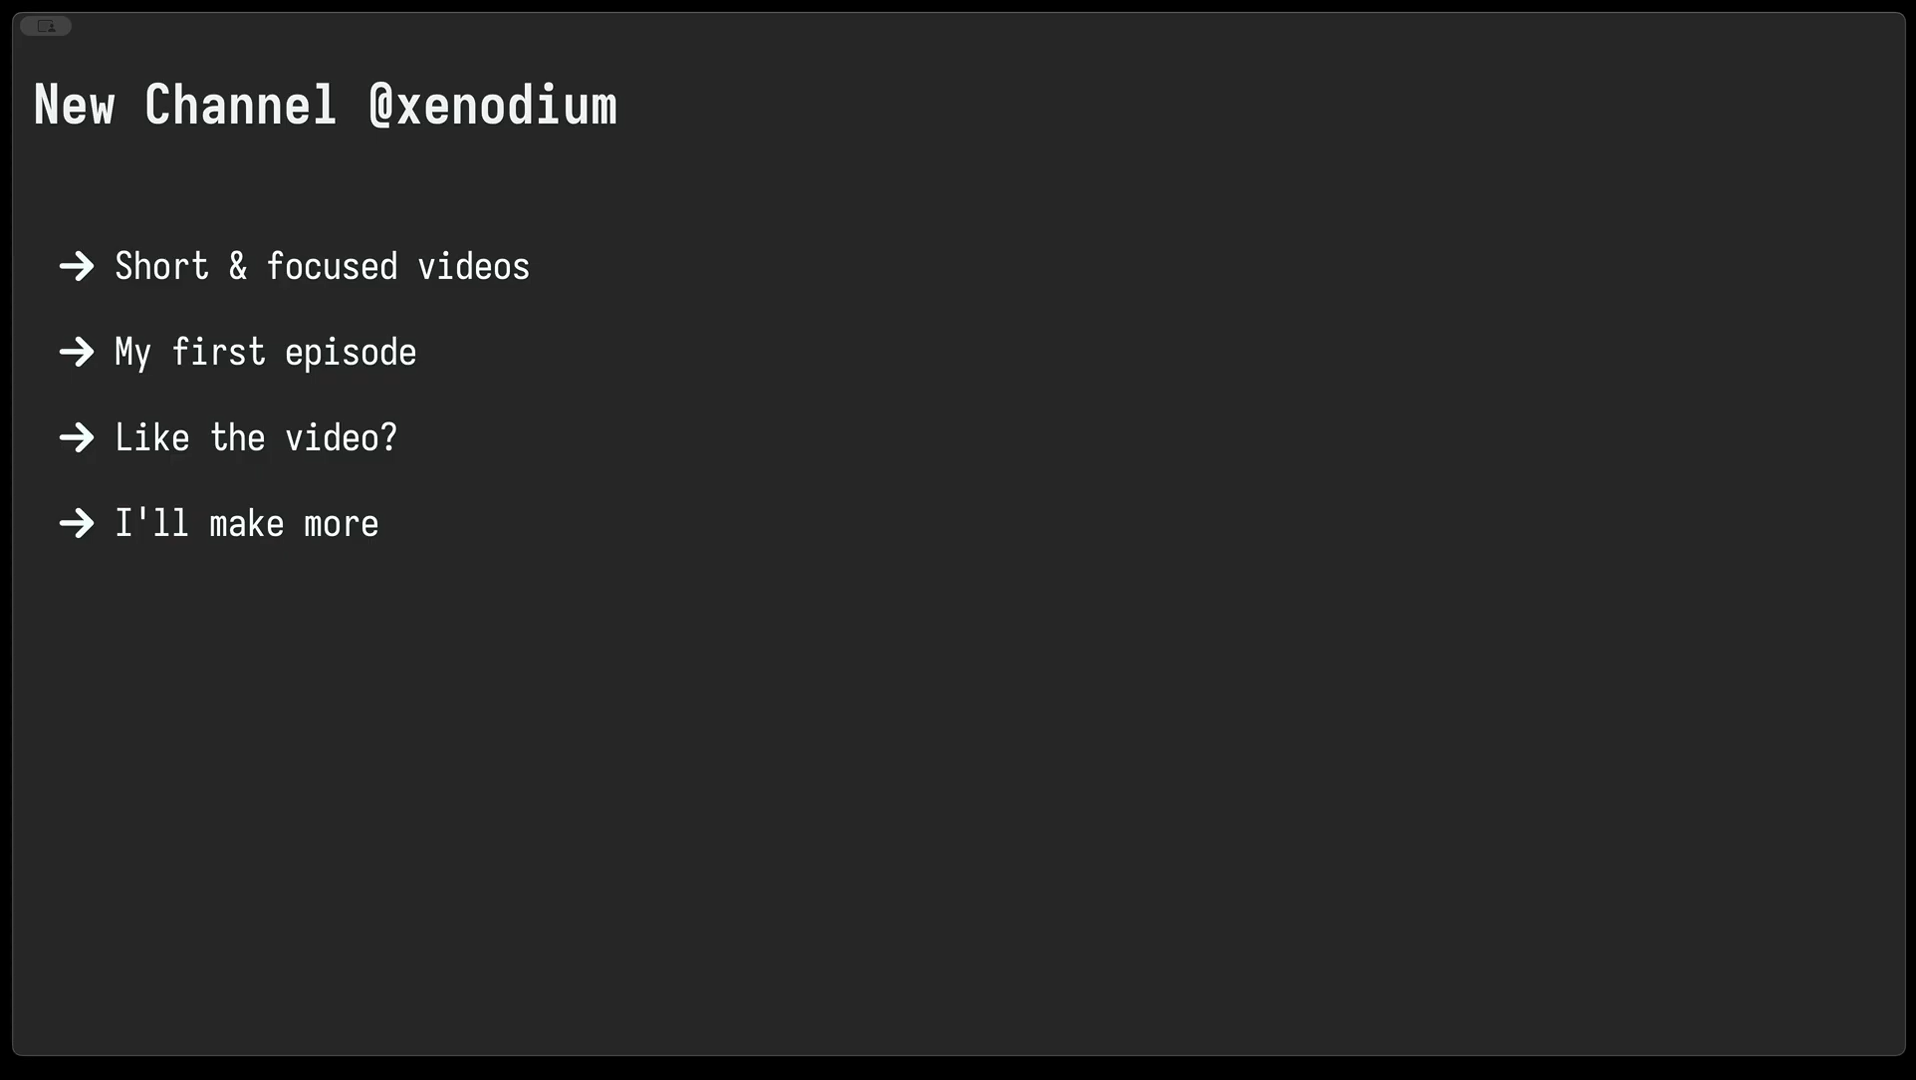 New Channel @xenodium
→ Short & focused videos
→ My first episode
→ Like the video?
→ I'll make more